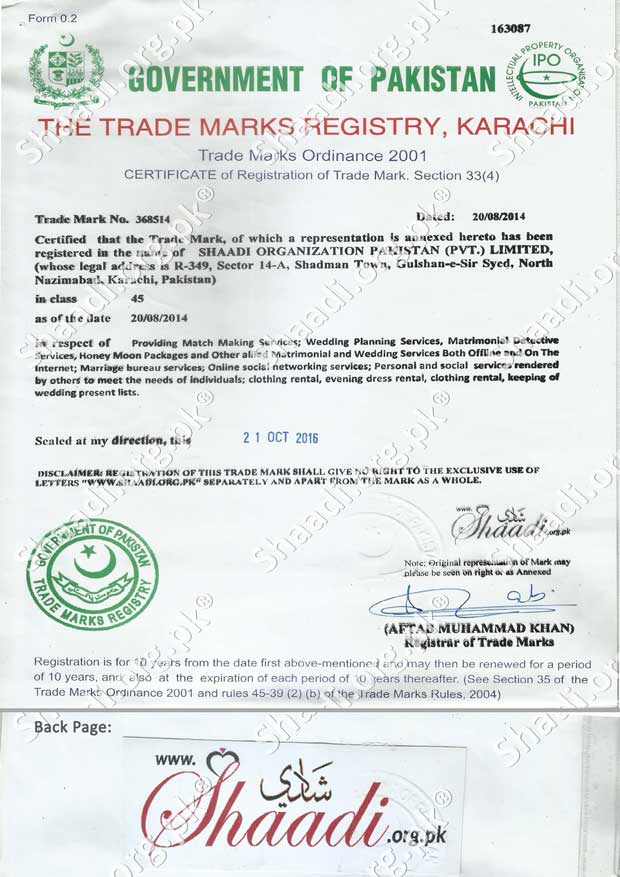 Form 0.2
163087
GOVERNMENT OF PAKISTAN
INTELLECTUAL PROPERTY ORGANISATION
IPO
PAKISTAN
THE TRADE MARKS REGISTRY, KARACHI
Trade Marks Ordinance 2001
CERTIFICATE of Registration of Trade Mark. Section 33(4)
Trade Mark No. 368514 Dated: 20/08/2014
Certified that the Trade Mark, of which a representation is annexed hereto has been
registered in the name of SHAADI ORGANIZATION PAKISTAN (PVT.) LIMITED,
(whose legal address is R-349, Sector 14-A, Shadman Town, Gulshan-e-Sir Syed, North
Nazimabad, Karachi, Pakistan)
in class 45
as of the date 20/08/2014
in respect of Providing Match Making Services; Wedding Planning Services, Matrimonial Detective
Services, Honey Moon Packages and Other allied Matrimonial and Wedding Services Both Offline and On The
Internet; Marriage bureau services; Online social networking services; Personal and social services rendered
by others to meet the needs of individuals; clothing rental, evening dress rental, clothing rental, keeping of
wedding present lists.
Sealed at my direction, this 21 OCT 2016
DISCLAIMER: REGISTRATION OF THIS TRADE MARK SHALL GIVE NO RIGHT TO THE EXCLUSIVE USE OF
LETTERS "WWW.SHAADI.ORG.PK" SEPARATELY AND APART FROM THE MARK AS A WHOLE.
www. شادی
Shaadi.org.pk
GOVERNMENT OF PAKISTAN
TRADE MARKS REGISTRY
Note: Original representation of Mark may
please be seen on right or as Annexed
(AFTAB MUHAMMAD KHAN)
Registrar of Trade Marks
Registration is for 10 years from the date first above-mentioned and may then be renewed for a period
of 10 years, and also at the expiration of each period of 10 years thereafter. (See Section 35 of the
Trade Marks Ordinance 2001 and rules 45-39 (2) (b) of the Trade Marks Rules, 2004)
Back Page:
www. شادی
Shaadi.org.pk
Shaadi.org.pk®